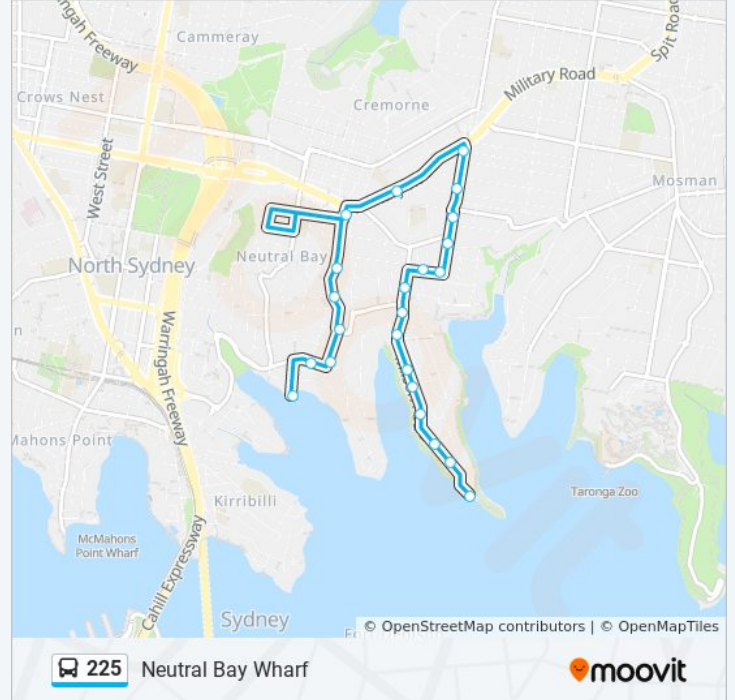 ngah Freeway
Cammeray
Spit Road
Military Road
Crows Nest
Cremorne
West Street
Mosman
Neutral Bay
North Sydney
n
Warringah Freeway
Mahons Point
Taronga Zoo
Kirribilli
McMahons
Point Wharf
Cahill Expressway
Sydney
© OpenStreetMap contributors | © OpenMapTiles
225 Neutral Bay Wharf
moovit